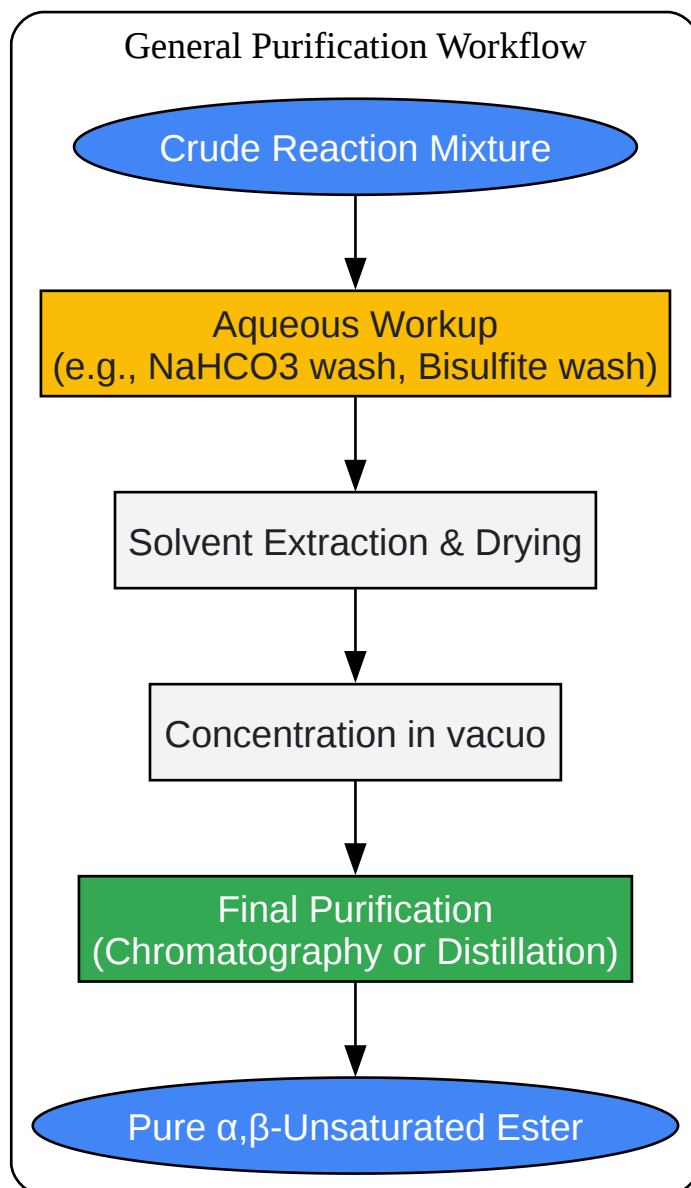 General Purification Workflow
Crude Reaction Mixture
Aqueous Workup
(e.g., NaHCO3 wash, Bisulfite wash)
Solvent Extraction & Drying
Concentration in vacuo
Final Purification
(Chromatography or Distillation)
Pure α,β-Unsaturated Ester